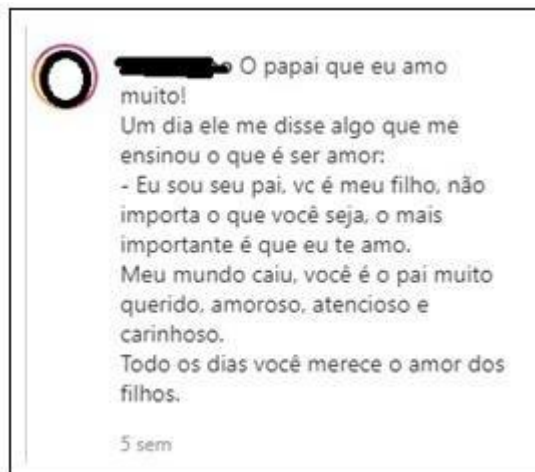 O papai que eu amo
muito!
Um dia ele me disse algo que me
ensinou o que é ser amor:
- Eu sou seu pai, vc é meu filho, não
importa o que você seja, o mais
importante é que eu te amo.
Meu mundo caiu, você é o pai muito
querido, amoroso, atencioso e
carinhoso.
Todo os dias você merece o amor dos
filhos.
5 sem